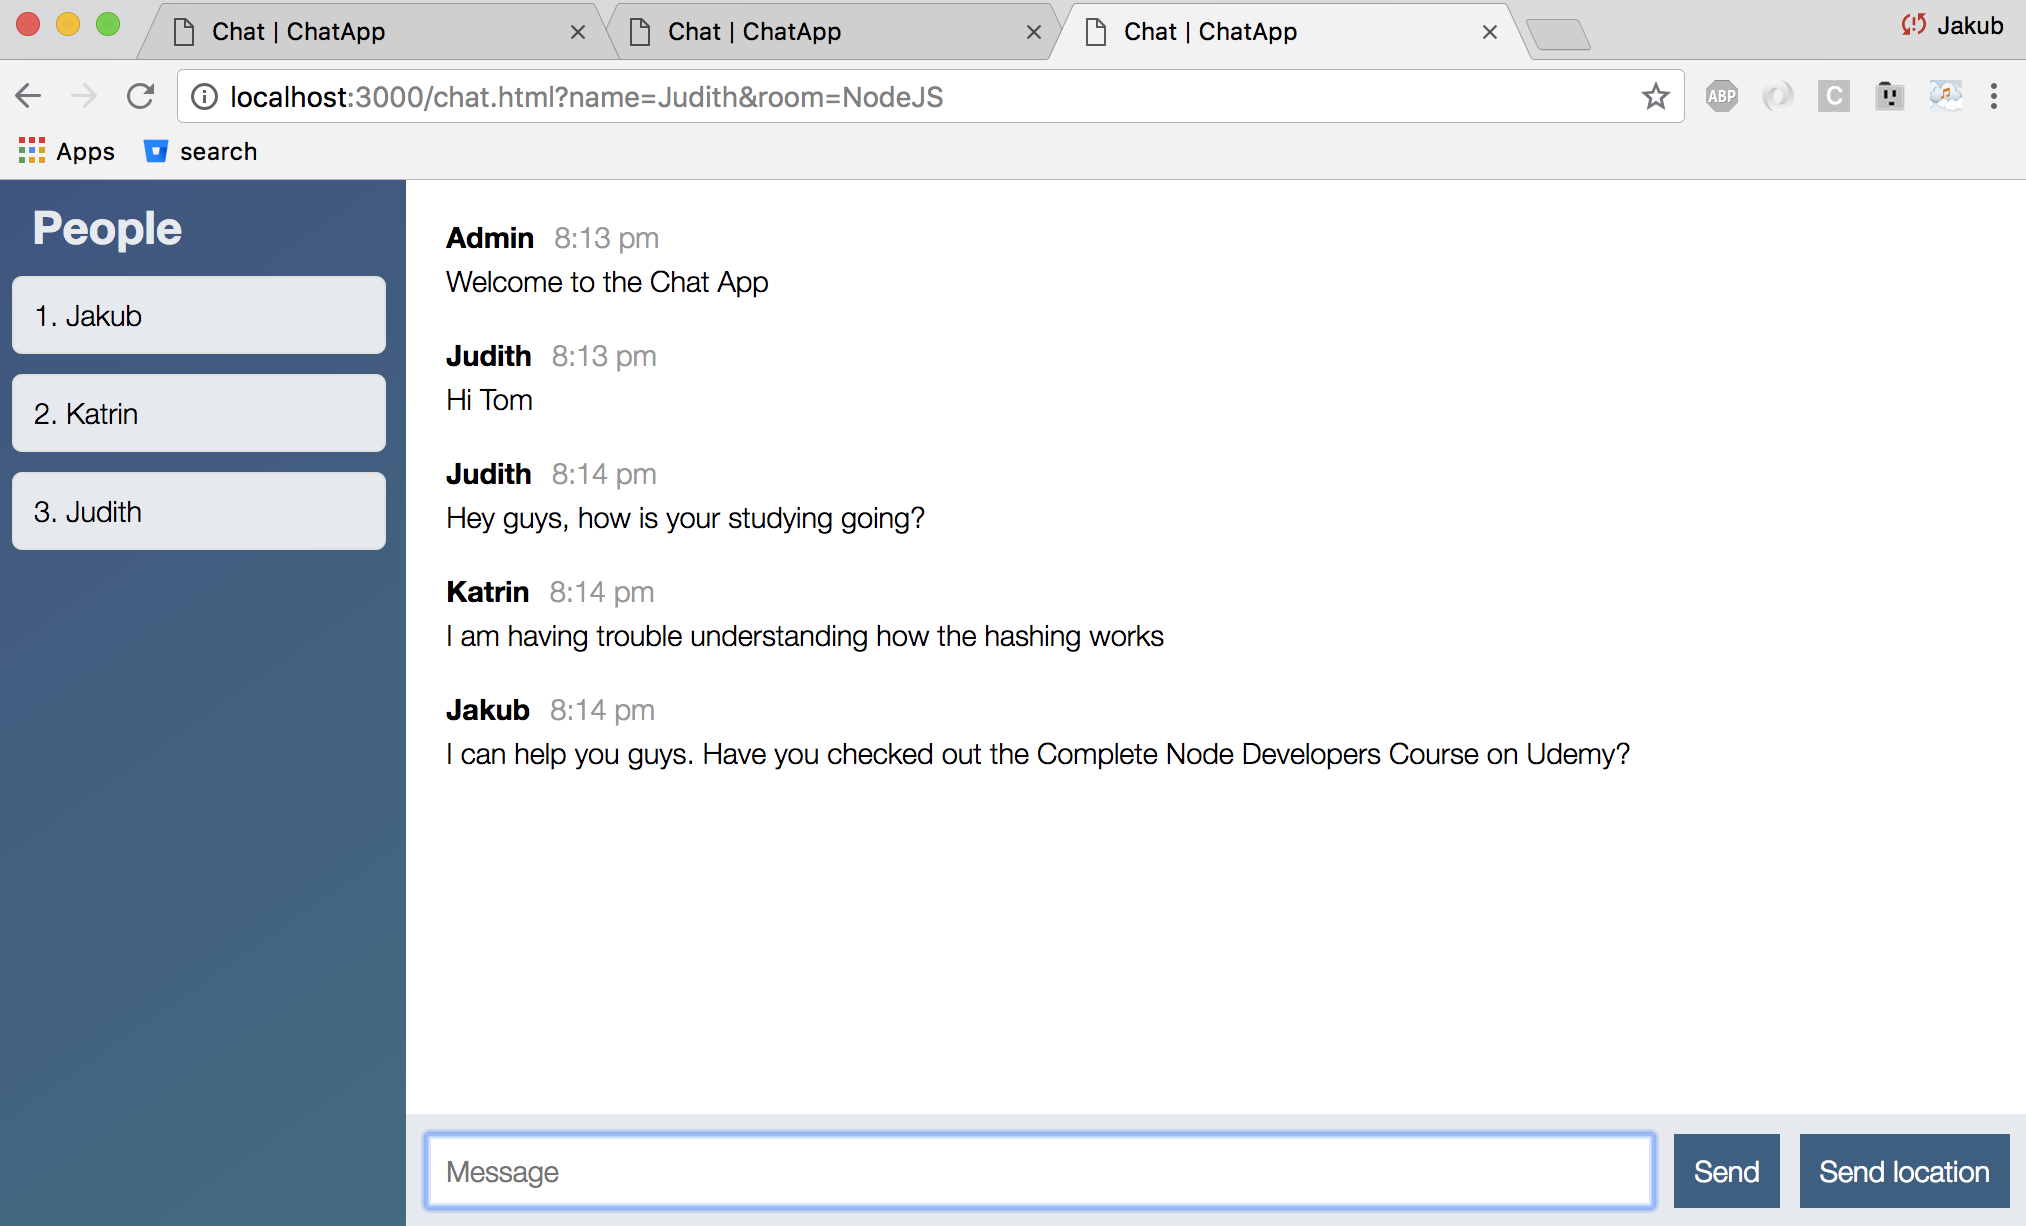 Chat | ChatApp
Chat | ChatApp
Chat | ChatApp
Jakub
localhost:3000/chat.html?name=Judith&room=NodeJS
ABP
C
Apps
search
People
1. Jakub
2. Katrin
3. Judith
Admin 8:13 pm
Welcome to the Chat App
Judith 8:13 pm
Hi Tom
Judith 8:14 pm
Hey guys, how is your studying going?
Katrin 8:14 pm
I am having trouble understanding how the hashing works
Jakub 8:14 pm
I can help you guys. Have you checked out the Complete Node Developers Course on Udemy?
Message
Send
Send location